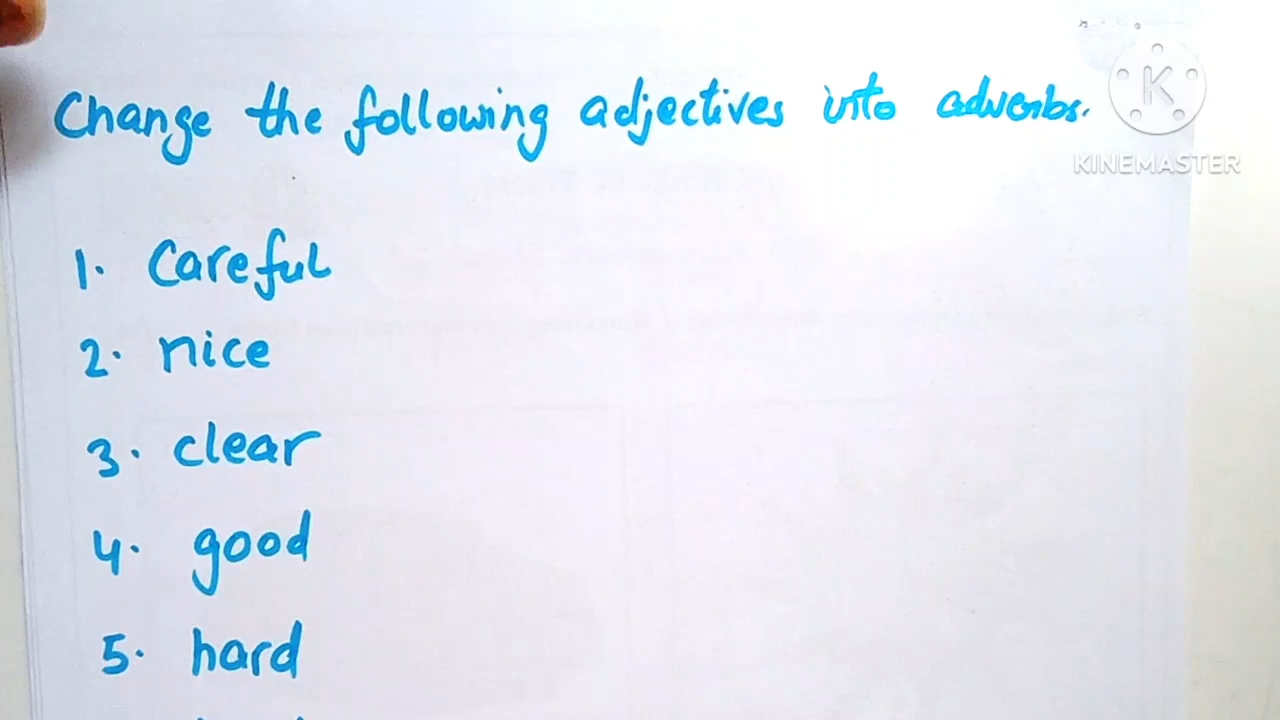 Change the following adjectives into adverbs.
KINEMASTER
1. Careful
2. nice
3. clear
4. good
5. hard